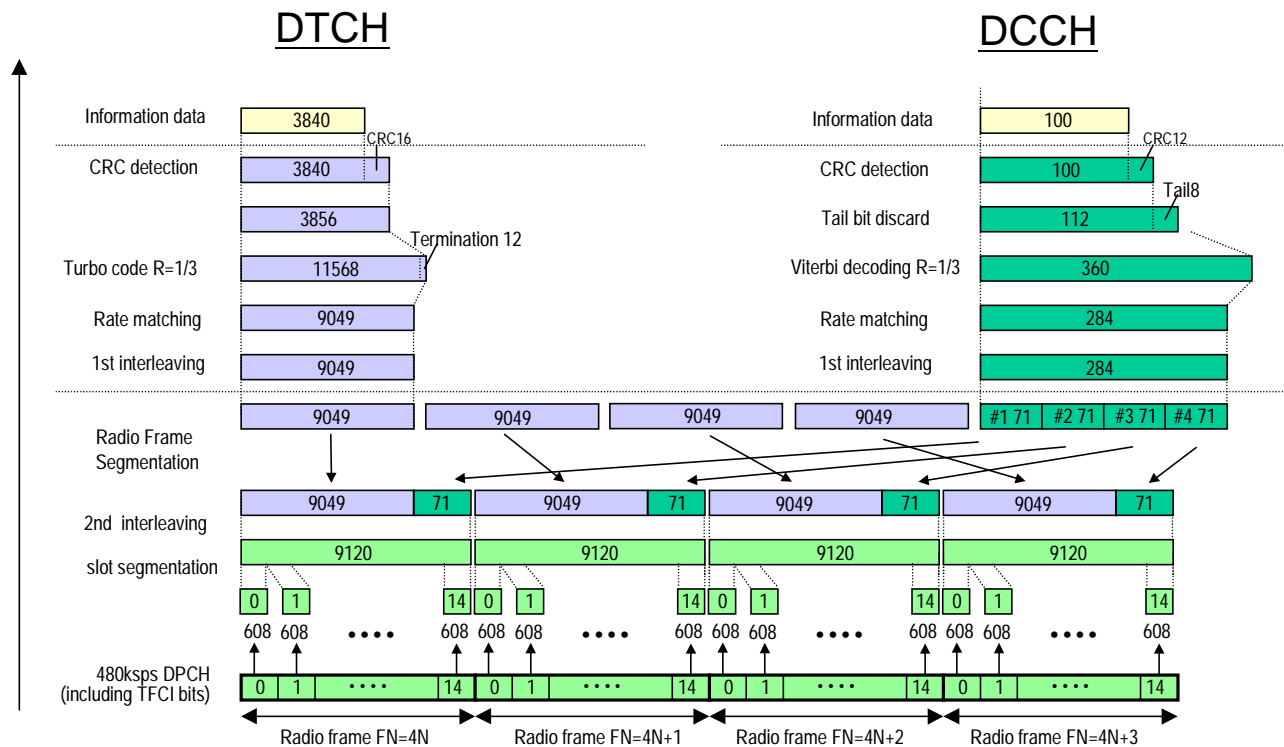 DTCH DCCH
Information data 3840 Information data 100
CRC16 CRC12
CRC detection 3840 CRC detection 100
Tail8
3856 Tail bit discard 112
Termination 12
Turbo code R=1/3 11568 Viterbi decoding R=1/3 360
Rate matching 9049 Rate matching 284
1st interleaving 9049 1st interleaving 284
9049 9049 9049 9049 #1 71 #2 71 #3 71 #4 71
Radio Frame
Segmentation
9049 71 9049 71 9049 71 9049 71
2nd interleaving
9120 9120 9120 9120
slot segmentation
0 1 14 0 1 14 0 1 14 0 1 14
608 608 •••• 608 608 608 •••• 608 608 608 •••• 608 608 608 •••• 608
480ksps DPCH
(including TFCI bits)
0 1 •••• 14 0 1 •••• 14 0 1 •••• 14 0 1 •••• 14
Radio frame FN=4N Radio frame FN=4N+1 Radio frame FN=4N+2 Radio frame FN=4N+3